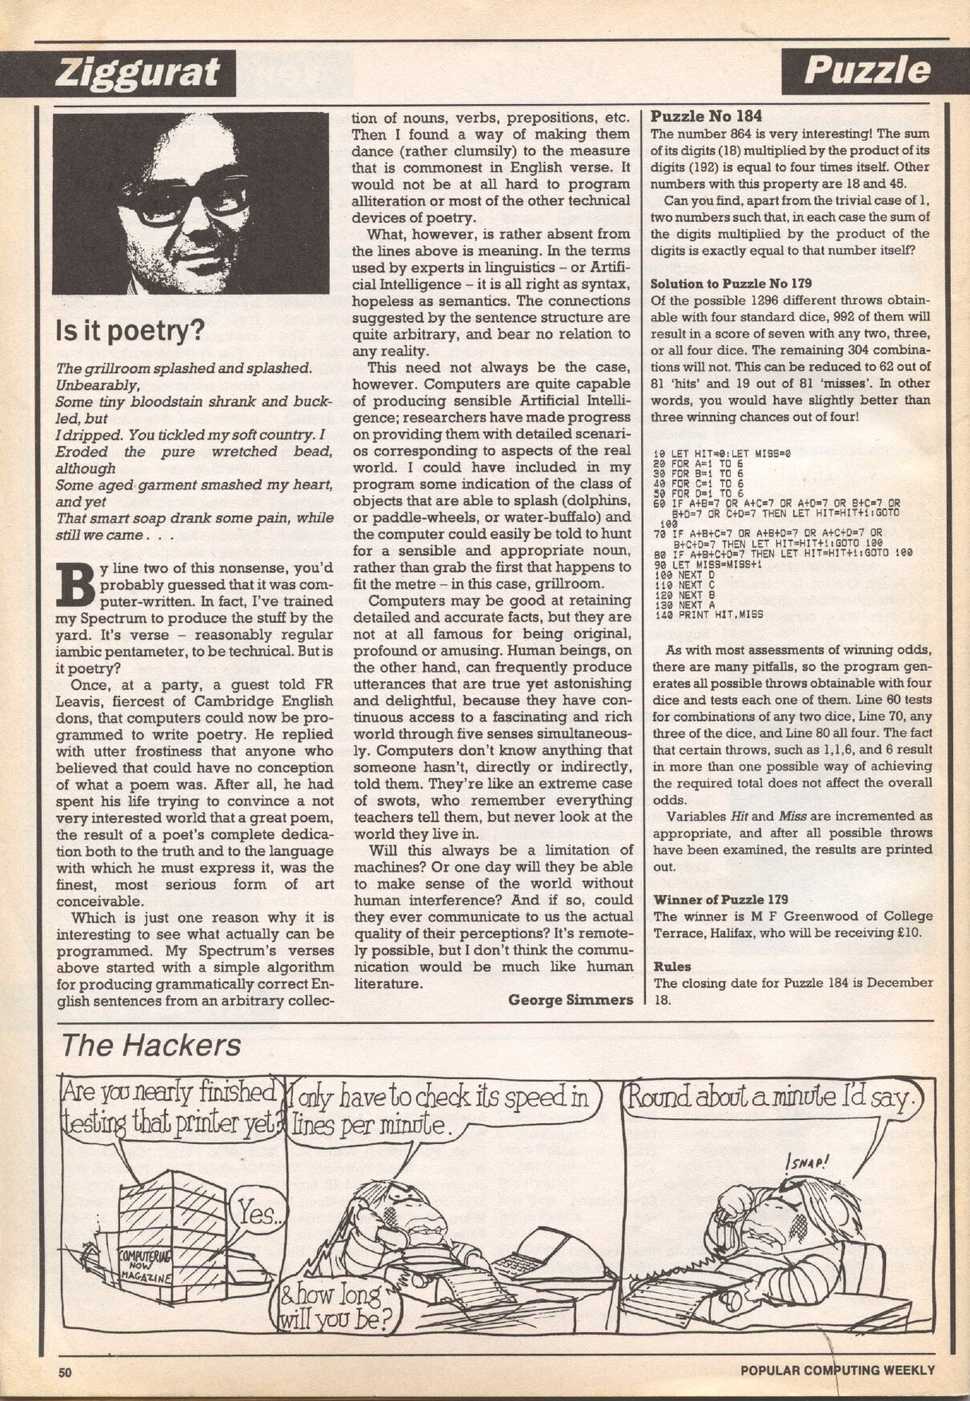 Ziggurat
Puzzle
Is it poetry?
The grillroom splashed and splashed.
Unbearably,
Some tiny bloodstain shrank and buck-
led, but
I dripped. You tickled my soft country. I
Eroded the pure wretched bead,
although
Some aged garment smashed my heart,
and yet
That smart soap drank some pain, while
still we came . . .
By line two of this nonsense, you'd
probably guessed that it was com-
puter-written. In fact, I've trained
my Spectrum to produce the stuff by the
yard. It's verse – reasonably regular
iambic pentameter, to be technical. But is
it poetry?
Once, at a party, a guest told FR
Leavis, fiercest of Cambridge English
dons, that computers could now be pro-
grammed to write poetry. He replied
with utter frostiness that anyone who
believed that could have no conception
of what a poem was. After all, he had
spent his life trying to convince a not
very interested world that a great poem,
the result of a poet's complete dedica-
tion both to the truth and to the language
with which he must express it, was the
finest, most serious form of art
conceivable.
Which is just one reason why it is
interesting to see what actually can be
programmed. My Spectrum's verses
above started with a simple algorithm
for producing grammatically correct En-
glish sentences from an arbitrary collec-
tion of nouns, verbs, prepositions, etc.
Then I found a way of making them
dance (rather clumsily) to the measure
that is commonest in English verse. It
would not be at all hard to program
alliteration or most of the other technical
devices of poetry.
What, however, is rather absent from
the lines above is meaning. In the terms
used by experts in linguistics – or Artifi-
cial Intelligence – it is all right as syntax,
hopeless as semantics. The connections
suggested by the sentence structure are
quite arbitrary, and bear no relation to
any reality.
This need not always be the case,
however. Computers are quite capable
of producing sensible Artificial Intelli-
gence; researchers have made progress
on providing them with detailed scenari-
os corresponding to aspects of the real
world. I could have included in my
program some indication of the class of
objects that are able to splash (dolphins,
or paddle-wheels, or water-buffalo) and
the computer could easily be told to hunt
for a sensible and appropriate noun,
rather than grab the first that happens to
fit the metre – in this case, grillroom.
Computers may be good at retaining
detailed and accurate facts, but they are
not at all famous for being original,
profound or amusing. Human beings, on
the other hand, can frequently produce
utterances that are true yet astonishing
and delightful, because they have con-
tinuous access to a fascinating and rich
world through five senses simultaneous-
ly. Computers don't know anything that
someone hasn't, directly or indirectly,
told them. They're like an extreme case
of swots, who remember everything
teachers tell them, but never look at the
world they live in.
Will this always be a limitation of
machines? Or one day will they be able
to make sense of the world without
human interference? And if so, could
they ever communicate to us the actual
quality of their perceptions? It's remote-
ly possible, but I don't think the commu-
nication would be much like human
literature.
George Simmers
Puzzle No 184
The number 864 is very interesting! The sum
of its digits (18) multiplied by the product of its
digits (192) is equal to four times itself. Other
numbers with this property are 18 and 45.
Can you find, apart from the trivial case of 1,
two numbers such that, in each case the sum of
the digits multiplied by the product of the
digits is exactly equal to that number itself?
Solution to Puzzle No 179
Of the possible 1296 different throws obtain-
able with four standard dice, 992 of them will
result in a score of seven with any two, three,
or all four dice. The remaining 304 combina-
tions will not. This can be reduced to 62 out of
81 'hits' and 19 out of 81 'misses'. In other
words, you would have slightly better than
three winning chances out of four!
10 LET HIT=0:LET MISS=0
20 FOR A=1 TO 6
30 FOR B=1 TO 6
40 FOR C=1 TO 6
50 FOR D=1 TO 6
60 IF A+B=7 OR A+C=7 OR A+D=7 OR B+C=7 OR
B+D=7 OR C+D=7 THEN LET HIT=HIT+1:GOTO
100
70 IF A+B+C=7 OR A+B+D=7 OR A+C+D=7 OR
B+C+D=7 THEN LET HIT=HIT+1:GOTO 100
80 IF A+B+C+D=7 THEN LET HIT=HIT+1:GOTO 100
90 LET MISS=MISS+1
100 NEXT D
110 NEXT C
120 NEXT B
130 NEXT A
140 PRINT HIT,MISS
As with most assessments of winning odds,
there are many pitfalls, so the program gen-
erates all possible throws obtainable with four
dice and tests each one of them. Line 60 tests
for combinations of any two dice, Line 70, any
three of the dice, and Line 80 all four. The fact
that certain throws, such as 1,1,6, and 6 result
in more than one possible way of achieving
the required total does not affect the overall
odds.
Variables Hit and Miss are incremented as
appropriate, and after all possible throws
have been examined, the results are printed
out.
Winner of Puzzle 179
The winner is M F Greenwood of College
Terrace, Halifax, who will be receiving £10.
Rules
The closing date for Puzzle 184 is December
18.
The Hackers
Are you nearly finished
testing that printer yet?
Yes..
COMPUTERING
NOW
MAGAZINE
I only have to check its speed in
lines per minute.
& how long
will you be?
Round about a minute I'd say.
!SNAP!
50
POPULAR COMPUTING WEEKLY